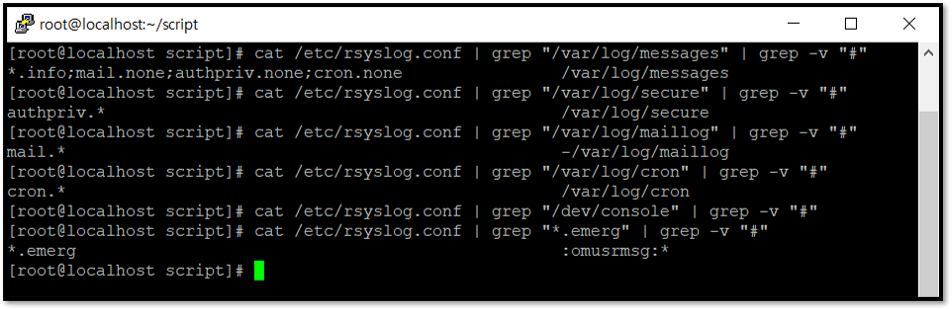 root@localhost:~/script
[root@localhost script]# cat /etc/rsyslog.conf | grep "/var/log/messages" | grep -v "#"
*.info;mail.none;authpriv.none;cron.none                /var/log/messages
[root@localhost script]# cat /etc/rsyslog.conf | grep "/var/log/secure" | grep -v "#"
authpriv.*                                              /var/log/secure
[root@localhost script]# cat /etc/rsyslog.conf | grep "/var/log/maillog" | grep -v "#"
mail.*                                                  -/var/log/maillog
[root@localhost script]# cat /etc/rsyslog.conf | grep "/var/log/cron" | grep -v "#"
cron.*                                                  /var/log/cron
[root@localhost script]# cat /etc/rsyslog.conf | grep "/dev/console" | grep -v "#"
[root@localhost script]# cat /etc/rsyslog.conf | grep "*.emerg" | grep -v "#"
*.emerg                                                 :omusrmsg:*
[root@localhost script]#